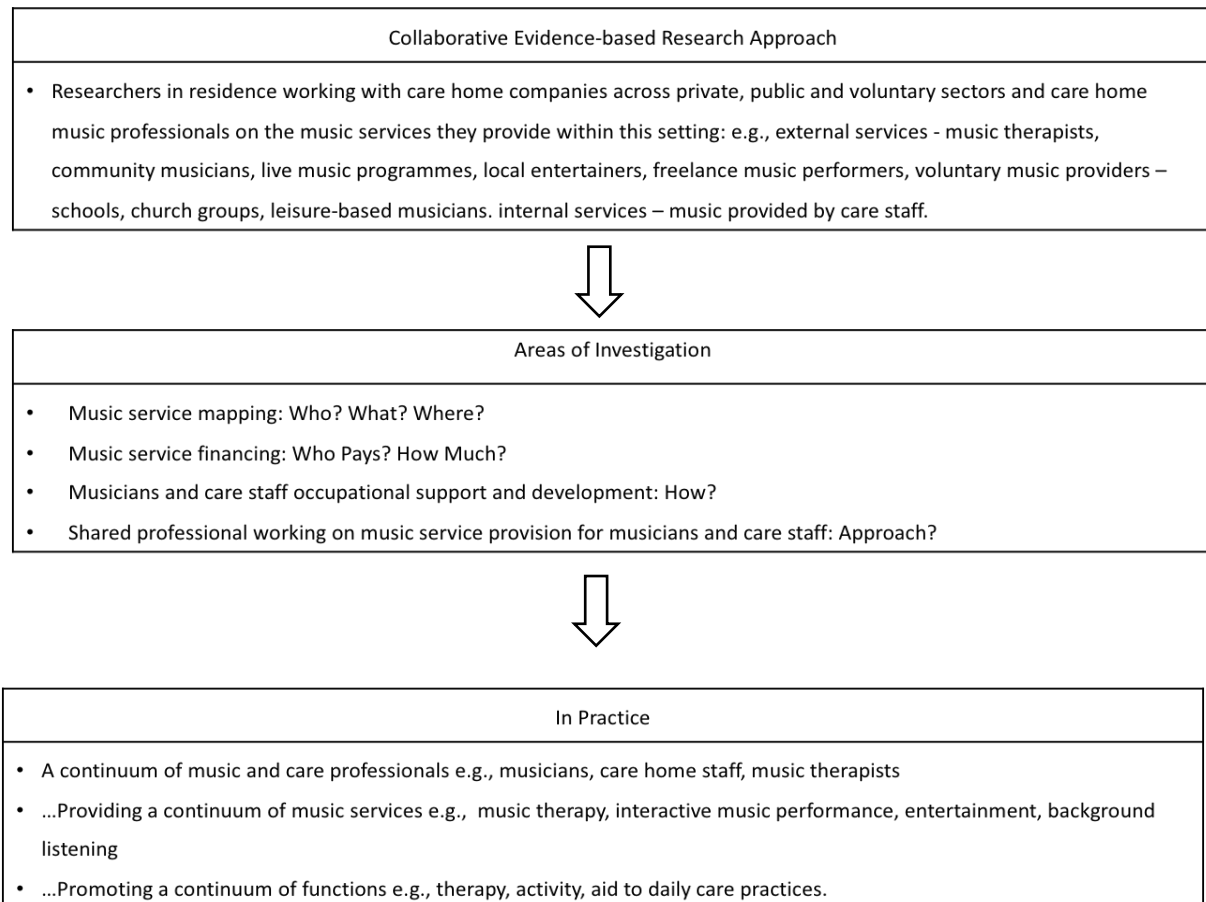 Collaborative Evidence-based Research Approach
• Researchers in residence working with care home companies across private, public and voluntary sectors and care home
music professionals on the music services they provide within this setting: e.g., external services - music therapists,
community musicians, live music programmes, local entertainers, freelance music performers, voluntary music providers –
schools, church groups, leisure-based musicians. internal services – music provided by care staff.
Areas of Investigation
• Music service mapping: Who? What? Where?
• Music service financing: Who Pays? How Much?
• Musicians and care staff occupational support and development: How?
• Shared professional working on music service provision for musicians and care staff: Approach?
In Practice
• A continuum of music and care professionals e.g., musicians, care home staff, music therapists
• ...Providing a continuum of music services e.g., music therapy, interactive music performance, entertainment, background
listening
• ...Promoting a continuum of functions e.g., therapy, activity, aid to daily care practices.